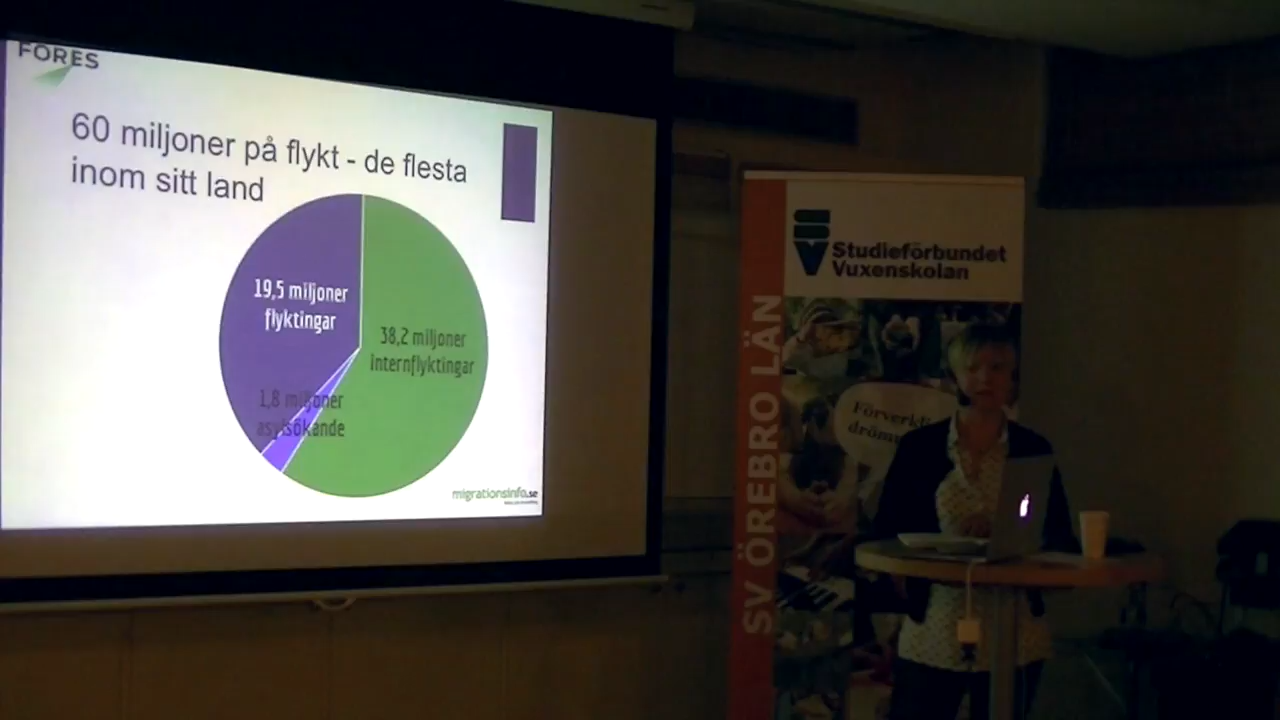 FORES
60 miljoner på flykt - de flesta
inom sitt land
19,5 miljoner
flyktingar
38,2 miljoner
internflyktingar
1,8 miljoner
asylsökande
migrationsinfo.se
Studieförbundet
Vuxenskolan
SV ÖREBRO LÄN